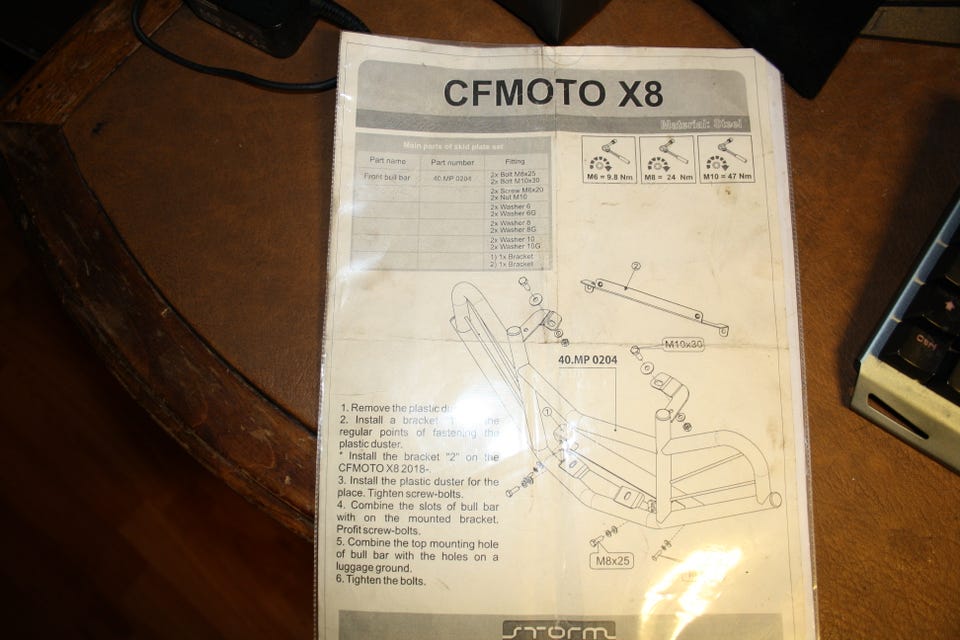 CFMOTO X8
Material: Steel
Main parts of skid plate set
Part name Part number Fitting
Front bull bar 40.MP 0204 2x Bolt M8x25
2x Bolt M10x30
2x Screw M6x20
2x Nut M10
2x Washer 6
2x Washer 6G
2x Washer 8
2x Washer 8G
2x Washer 10
2x Washer 10G
1) 1x Bracket
2) 1x Bracket
M6 = 9.8 Nm
M8 = 24 Nm
M10 = 47 Nm
2
M10x30
40.MP 0204
1
1. Remove the plastic
2. Install a bracket
regular points of fastening the
plastic duster.
* Install the bracket "2" on the
CFMOTO X8 2018-.
3. Install the plastic duster for the
place. Tighten screw-bolts.
4. Combine the slots of bull bar
with on the mounted bracket.
Profit screw-bolts.
5. Combine the top mounting hole
of bull bar with the holes on a
luggage ground.
6. Tighten the bolts.
M8x25
STORM